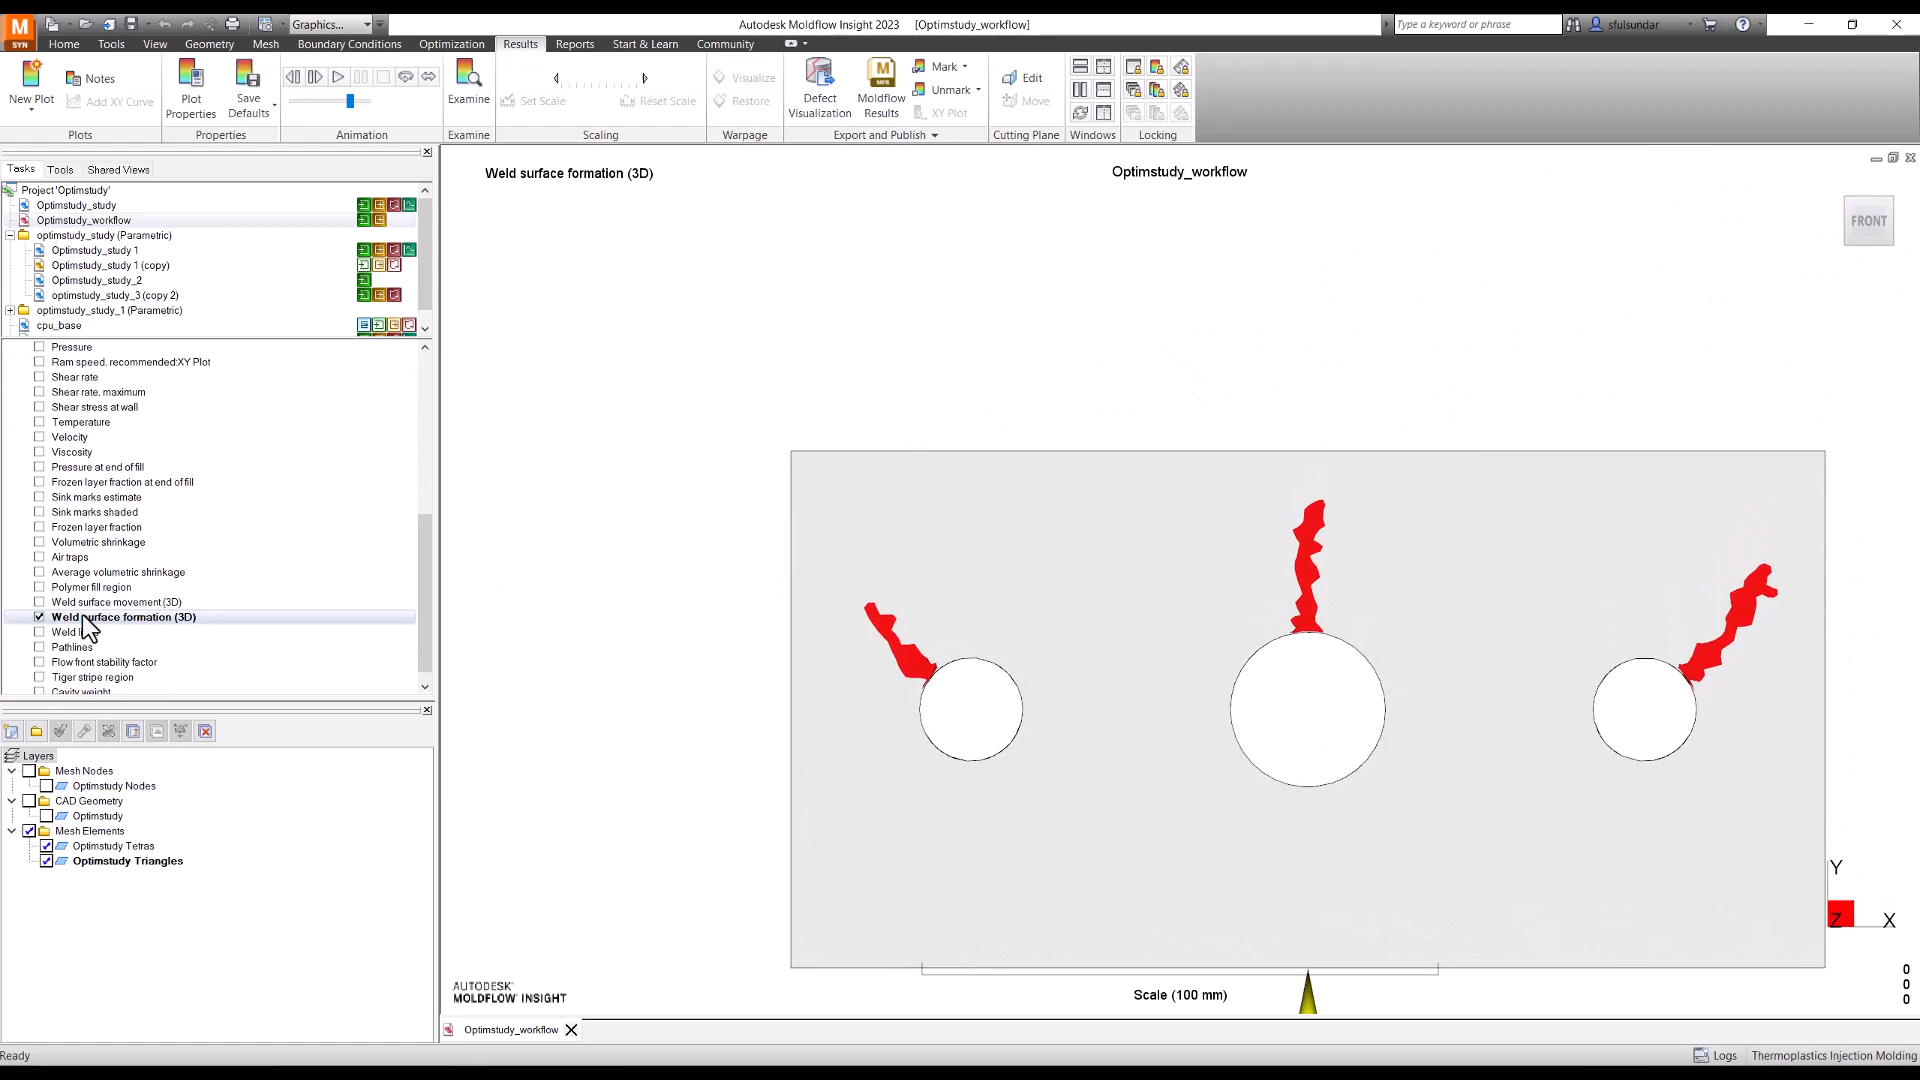 M
SYN
Graphics...
Autodesk Moldflow Insight 2023 [Optimstudy_workflow]
Type a keyword or phrase
sfulsundar
Home Tools View Geometry Mesh Boundary Conditions Optimization Results Reports Start & Learn Community
New Plot
Notes
Add XY Curve
Plots
Plot Properties
Save Defaults
Properties
Animation
Examine
Examine
Set Scale
Reset Scale
Scaling
Visualize
Restore
Warpage
Defect Visualization
Moldflow Results
Mark
Unmark
XY Plot
Export and Publish
Edit
Move
Cutting Plane
Windows
Locking
Tasks Tools Shared Views
Project 'Optimstudy'
Optimstudy_study
Optimstudy_workflow
optimstudy_study (Parametric)
Optimstudy_study 1
Optimstudy_study 1 (copy)
Optimstudy_study_2
optimstudy_study_3 (copy 2)
optimstudy_study_1 (Parametric)
cpu_base
Pressure
Ram speed, recommended:XY Plot
Shear rate
Shear rate, maximum
Shear stress at wall
Temperature
Velocity
Viscosity
Pressure at end of fill
Frozen layer fraction at end of fill
Sink marks estimate
Sink marks shaded
Frozen layer fraction
Volumetric shrinkage
Air traps
Average volumetric shrinkage
Polymer fill region
Weld surface movement (3D)
Weld surface formation (3D)
Weld
Pathlines
Flow front stability factor
Tiger stripe region
Cavity weight
Layers
Mesh Nodes
Optimstudy Nodes
CAD Geometry
Optimstudy
Mesh Elements
Optimstudy Tetras
Optimstudy Triangles
Weld surface formation (3D)
Optimstudy_workflow
FRONT
Y
Z
X
0
0
0
AUTODESK®
MOLDFLOW® INSIGHT
Scale (100 mm)
Optimstudy_workflow
Ready
Logs
Thermoplastics Injection Molding